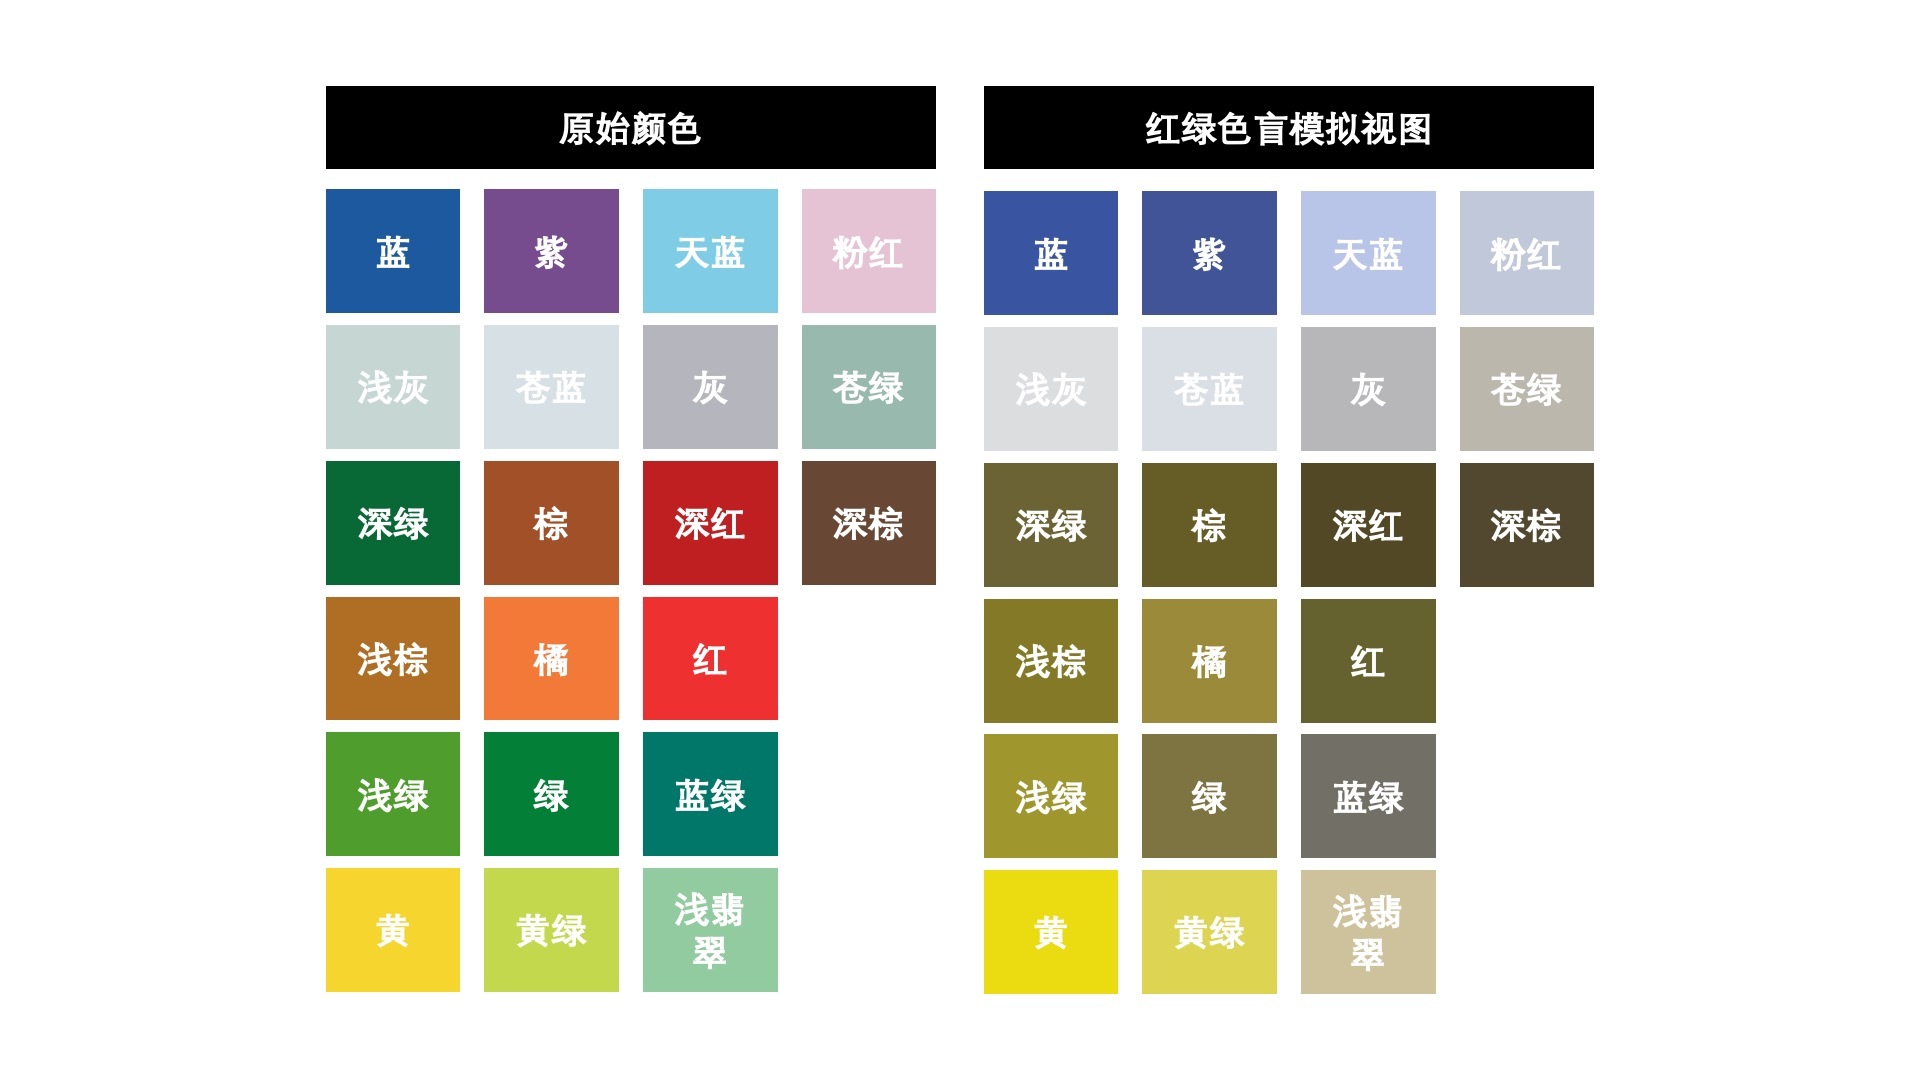 原始颜色
蓝 紫 天蓝 粉红
浅灰 苍蓝 灰 苍绿
深绿 棕 深红 深棕
浅棕 橘 红
浅绿 绿 蓝绿
黄 黄绿 浅翡
翠
红绿色盲模拟视图
蓝 紫 天蓝 粉红
浅灰 苍蓝 灰 苍绿
深绿 棕 深红 深棕
浅棕 橘 红
浅绿 绿 蓝绿
黄 黄绿 浅翡
翠